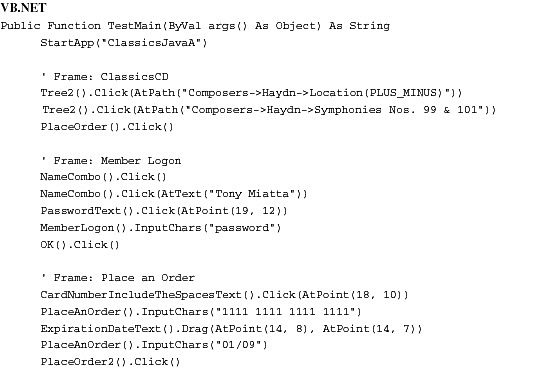 VB.NET
Public Function TestMain(ByVal args() As Object) As String
StartApp("ClassicsJavaA")
' Frame: ClassicsCD
Tree2().Click(AtPath("Composers->Haydn->Location(PLUS_MINUS)"))
Tree2().Click(AtPath("Composers->Haydn->Symphonies Nos. 99 & 101"))
PlaceOrder().Click()
' Frame: Member Logon
NameCombo().Click()
NameCombo().Click(AtText("Tony Miatta"))
PasswordText().Click(AtPoint(19, 12))
MemberLogon().InputChars("password")
OK().Click()
' Frame: Place an Order
CardNumberIncludeTheSpacesText().Click(AtPoint(18, 10))
PlaceAnOrder().InputChars("1111 1111 1111 1111")
ExpirationDateText().Drag(AtPoint(14, 8), AtPoint(14, 7))
PlaceAnOrder().InputChars("01/09")
PlaceOrder2().Click()